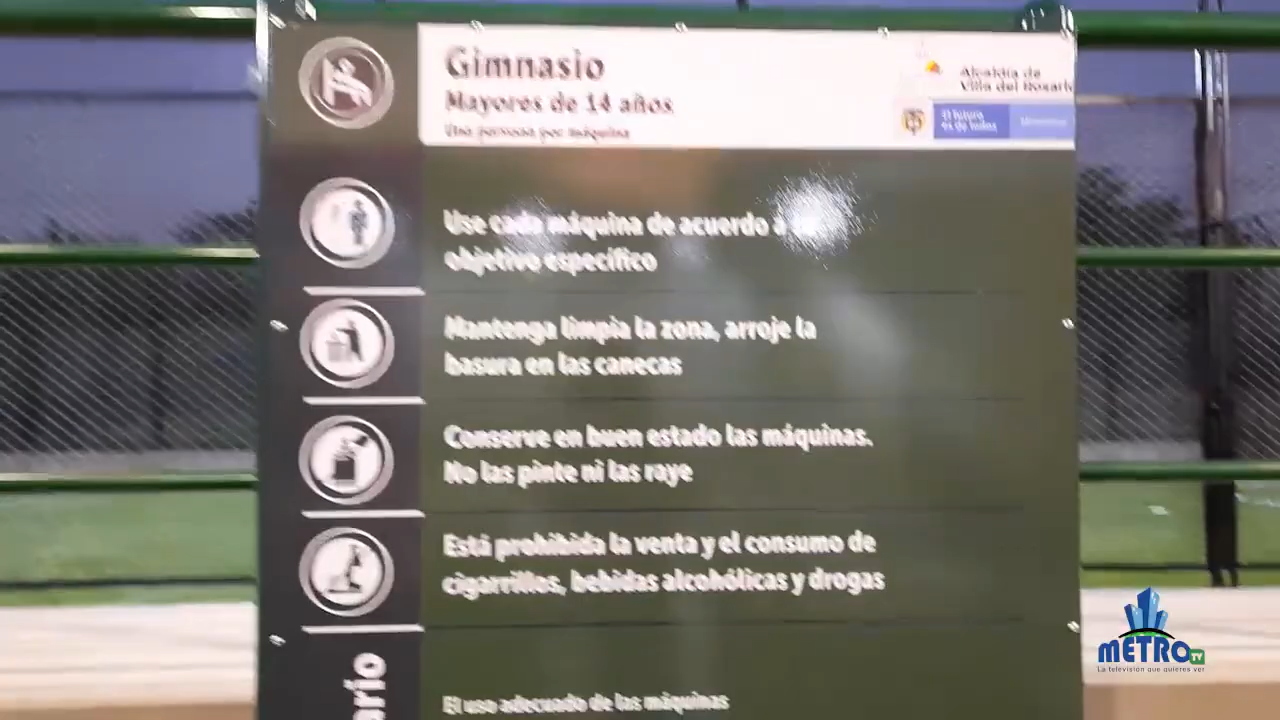 Gimnasio
Mayores de 14 años
Una persona por máquina
Alcaldía de
Villa del Rosario
El futuro
es de todos
Use cada máquina de acuerdo a
objetivo específico
Mantenga limpia la zona, arroje la
basura en las canecas
Conserve en buen estado las máquinas.
No las pinte ni las raye
Está prohibida la venta y el consumo de
cigarrillos, bebidas alcohólicas y drogas
ario
El uso adecuado de las máquinas
METRO TV
La televisión que quieres ver